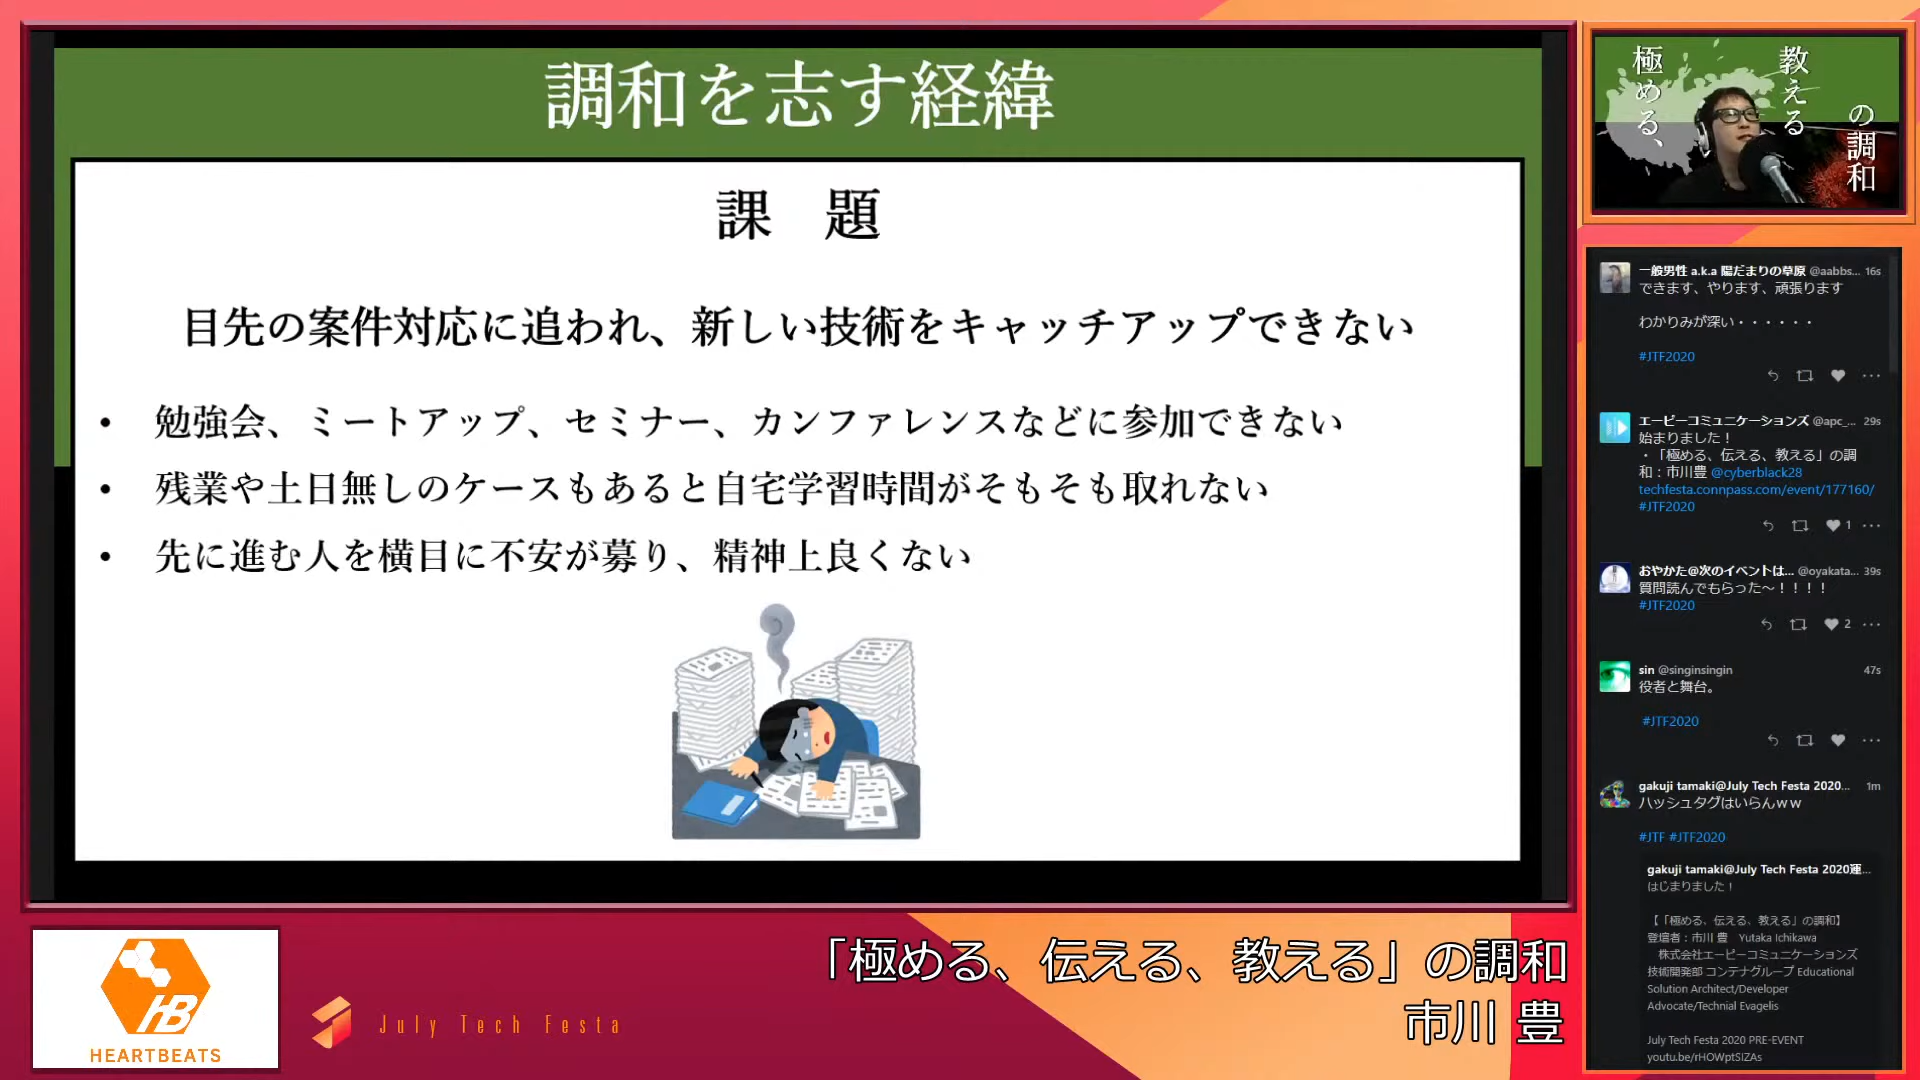 調和を志す経緯
課 題
目先の案件対応に追われ、新しい技術をキャッチアップできない
• 勉強会、ミートアップ、セミナー、カンファレンスなどに参加できない
• 残業や土日無しのケースもあると自宅学習時間がそもそも取れない
• 先に進む人を横目に不安が募り、精神上良くない
極める、
教える
の調和
一般男性 a.k.a 陽だまりの草原 @aabbs... 16s
できます、やります、頑張ります
わかりみが深い・・・・・・
#JTF2020
エーピーコミュニケーションズ @apc_... 29s
始まりました！
・「極める、伝える、教える」の調
和：市川豊 @cyberblack28
techfesta.connpass.com/event/177160/
#JTF2020
1
おやかた@次のイベントは... @oyakata... 39s
質問読んでもらった～！！！！
#JTF2020
2
sin @singinsingin 47s
役者と舞台。
#JTF2020
gakuji tamaki@July Tech Festa 2020... 1m
ハッシュタグはいらんｗｗ
#JTF #JTF2020
gakuji tamaki@July Tech Festa 2020運...
はじまりました！
【「極める、伝える、教える」の調和】
登壇者：市川 豊 Yutaka Ichikawa
株式会社エーピーコミュニケーションズ
技術開発部 コンテナグループ Educational
Solution Architect/Developer
Advocate/Technial Evagelis
July Tech Festa 2020 PRE-EVENT
youtu.be/rHOWptSIZAs
HB
HEARTBEATS
July Tech Festa
「極める、伝える、教える」の調和
市川 豊